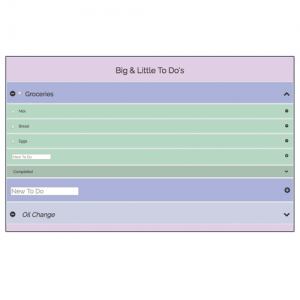 Big & Little To Do's
Groceries
Milk
Bread
Eggs
New To Do
Completed
New To Do
Oil Change